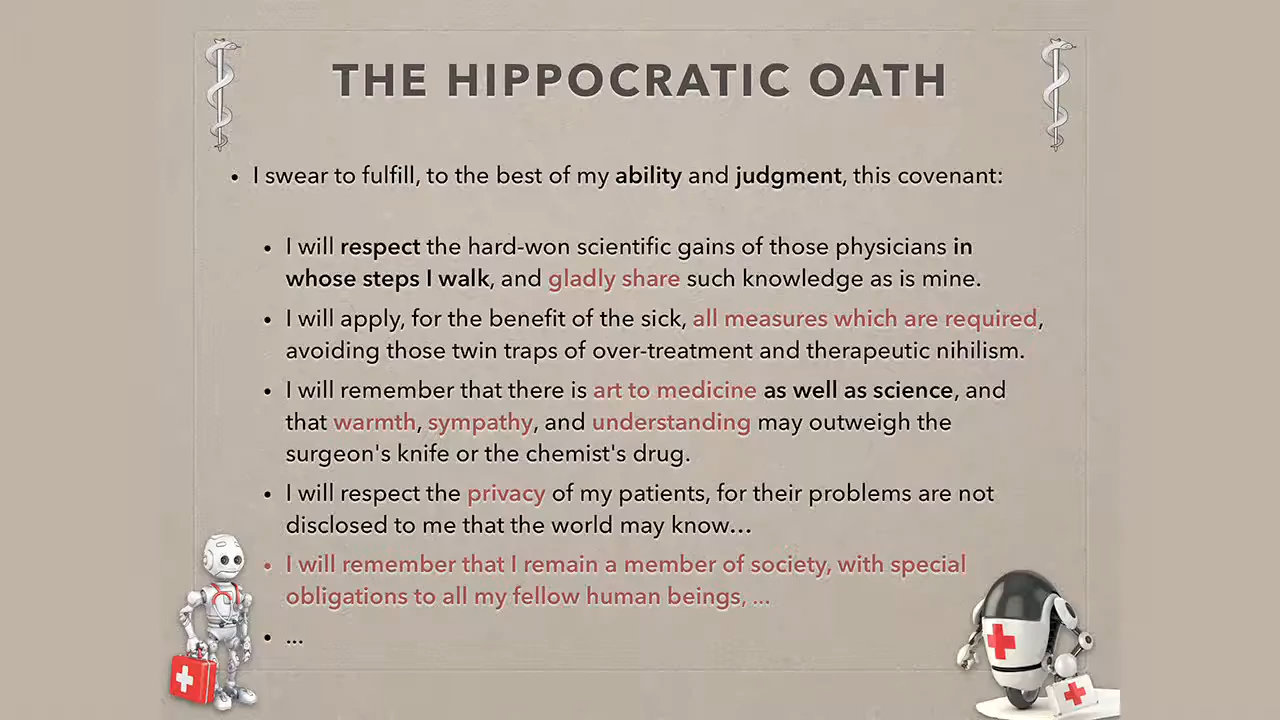 THE HIPPOCRATIC OATH
• I swear to fulfill, to the best of my ability and judgment, this covenant:
• I will respect the hard-won scientific gains of those physicians in
whose steps I walk, and gladly share such knowledge as is mine.
• I will apply, for the benefit of the sick, all measures which are required,
avoiding those twin traps of over-treatment and therapeutic nihilism.
• I will remember that there is art to medicine as well as science, and
that warmth, sympathy, and understanding may outweigh the
surgeon's knife or the chemist's drug.
• I will respect the privacy of my patients, for their problems are not
disclosed to me that the world may know…
• I will remember that I remain a member of society, with special
obligations to all my fellow human beings, ...
• ...